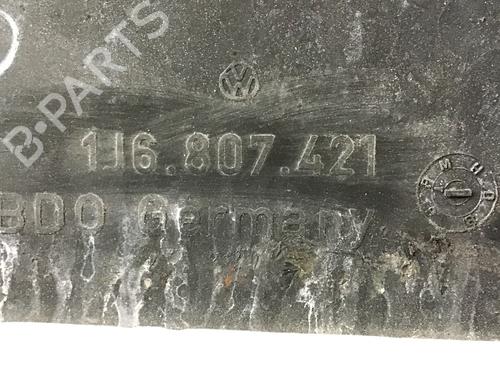 B-PARTS
VW
1J6.807.421
BDO Germany